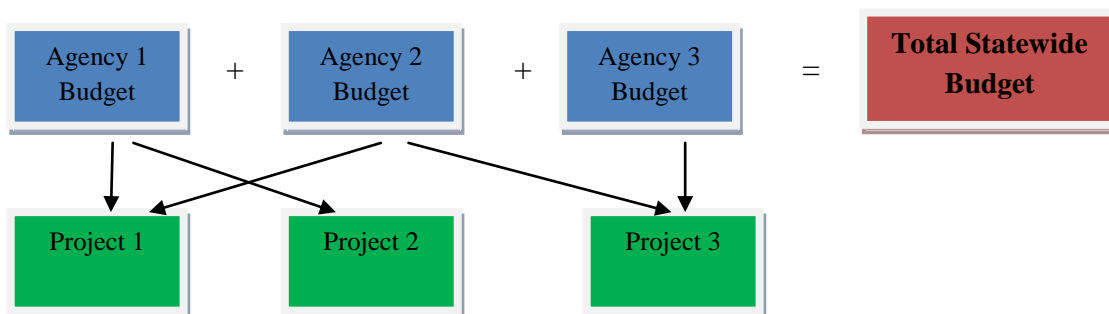 Agency 1
Budget
+
Agency 2
Budget
+
Agency 3
Budget
=
Total Statewide
Budget
Project 1
Project 2
Project 3